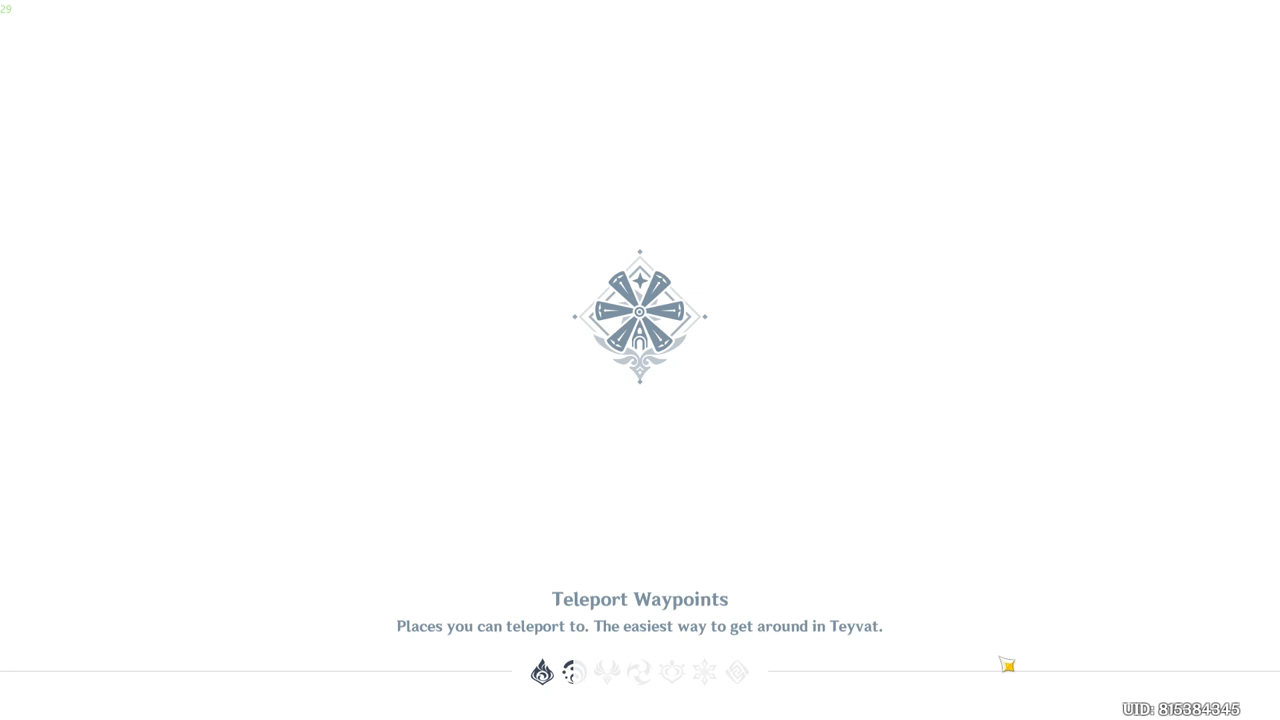 29
Teleport Waypoints
Places you can teleport to. The easiest way to get around in Teyvat.
UID: 815384345